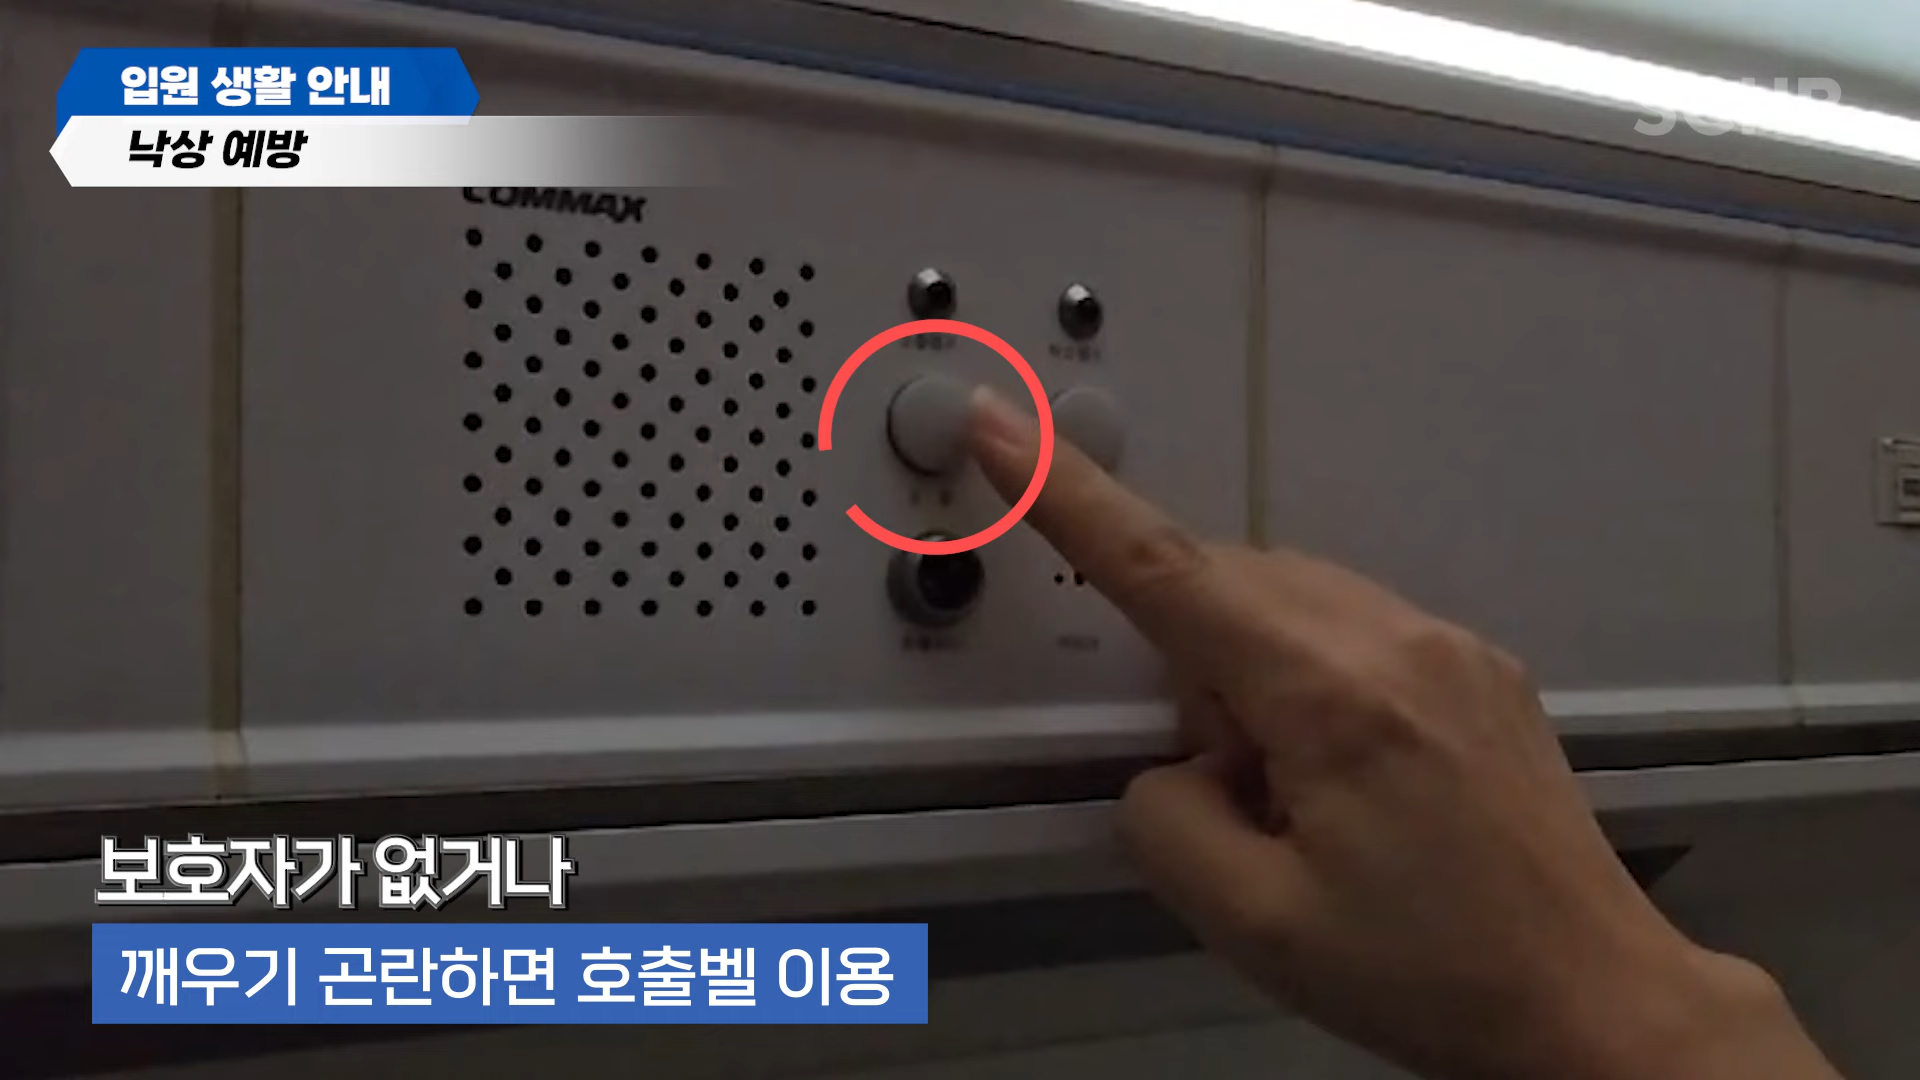 입원 생활 안내
낙상 예방
COMMAX
보호자가 없거나
깨우기 곤란하면 호출벨 이용